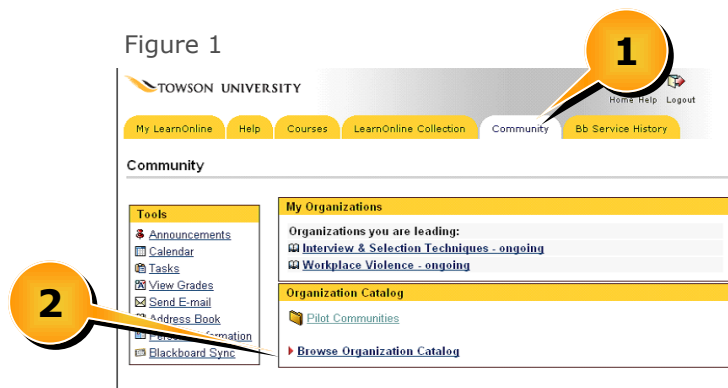 Figure 1
1
TOWSON UNIVERSITY
Home Help Logout
My LearnOnline Help Courses LearnOnline Collection Community Bb Service History
Community
Tools
Announcements
Calendar
Tasks
View Grades
Send E-mail
Address Book
Blackboard Sync
My Organizations
Organizations you are leading:
Interview & Selection Techniques - ongoing
Workplace Violence - ongoing
Organization Catalog
Pilot Communities
Browse Organization Catalog
2